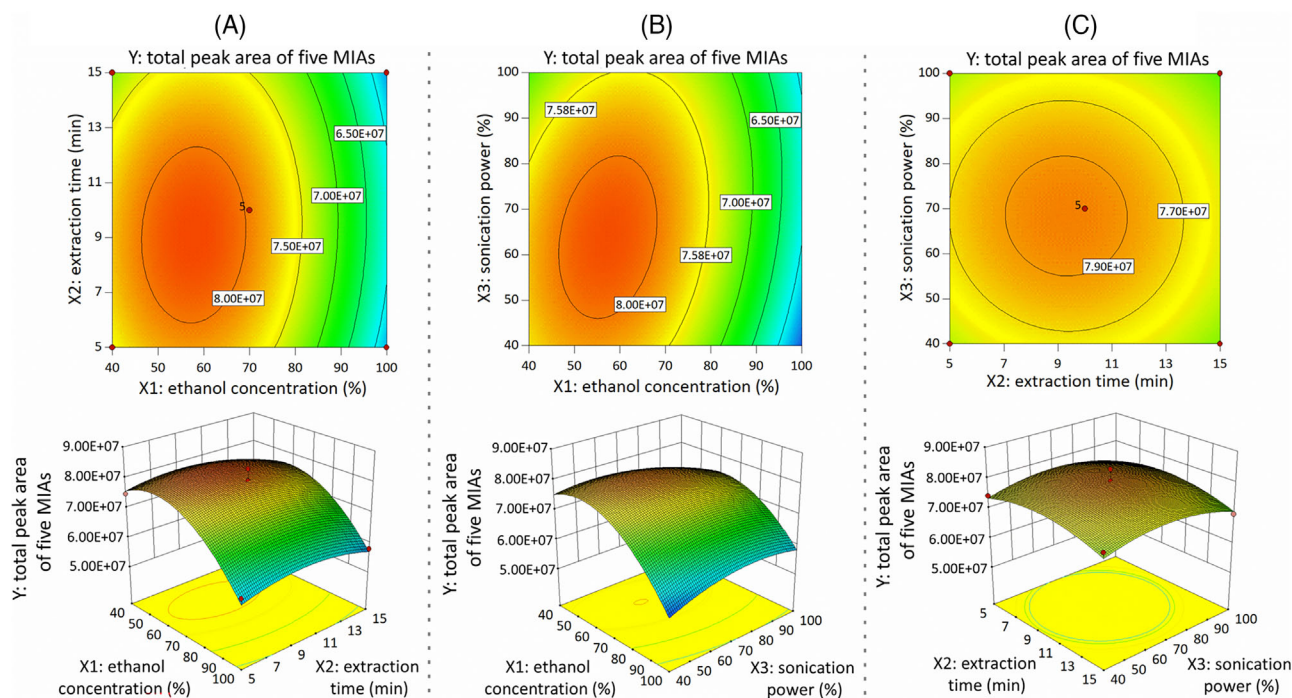 (A)
Y: total peak area of five MIAs
15
13
11
9
7
5
X2: extraction time (min)
6.50E+07
7.00E+07
5
7.50E+07
8.00E+07
40 50 60 70 80 90 100
X1: ethanol concentration (%)
9.00E+07
8.00E+07
7.00E+07
6.00E+07
5.00E+07
Y: total peak area
of five MIAs
40
50
60
70
80
90
100
X1: ethanol
concentration (%)
15
13
11
9
7
5
X2: extraction
time (min)
(B)
Y: total peak area of five MIAs
100
90
80
70
60
50
40
X3: sonication power (%)
7.58E+07
6.50E+07
7.00E+07
7.58E+07
8.00E+07
40 50 60 70 80 90 100
X1: ethanol concentration (%)
9.00E+07
8.00E+07
7.00E+07
6.00E+07
5.00E+07
Y: total peak area
of five MIAs
40
50
60
70
80
90
100
X1: ethanol
concentration (%)
100
90
80
70
60
50
40
X3: sonication
power (%)
(C)
Y: total peak area of five MIAs
100
90
80
70
60
50
40
X3: sonication power (%)
5
7.70E+07
7.90E+07
5 7 9 11 13 15
X2: extraction time (min)
9.00E+07
8.00E+07
7.00E+07
6.00E+07
5.00E+07
Y: total peak area
of five MIAs
5
7
9
11
13
15
X2: extraction
time (min)
100
90
80
70
60
50
40
X3: sonication
power (%)